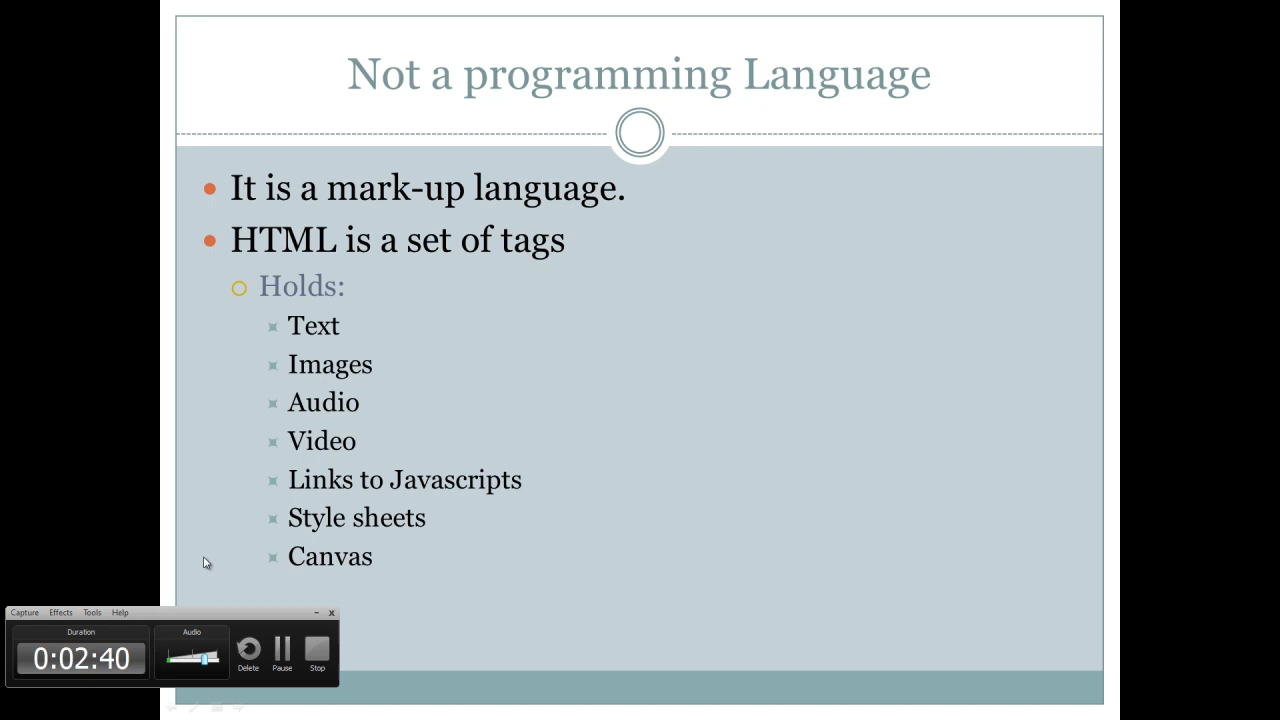 Not a programming Language
It is a mark-up language.
HTML is a set of tags
Holds:
Text
Images
Audio
Video
Links to Javascripts
Style sheets
Canvas
Capture Effects Tools Help
Duration
0:02:40
Audio
Delete Pause Stop